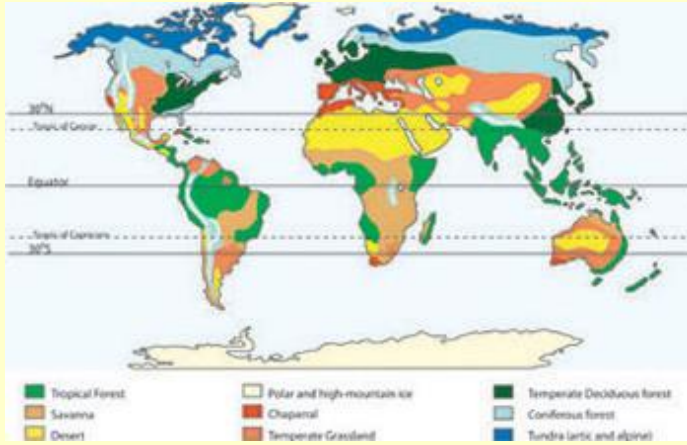 30°N
Tropic of Cancer
Equator
Tropic of Capricorn
30°S
Tropical Forest
Savanna
Desert
Polar and high-mountain ice
Chaparral
Temperate Grassland
Temperate Deciduous forest
Coniferous forest
Tundra (artic and alpine)